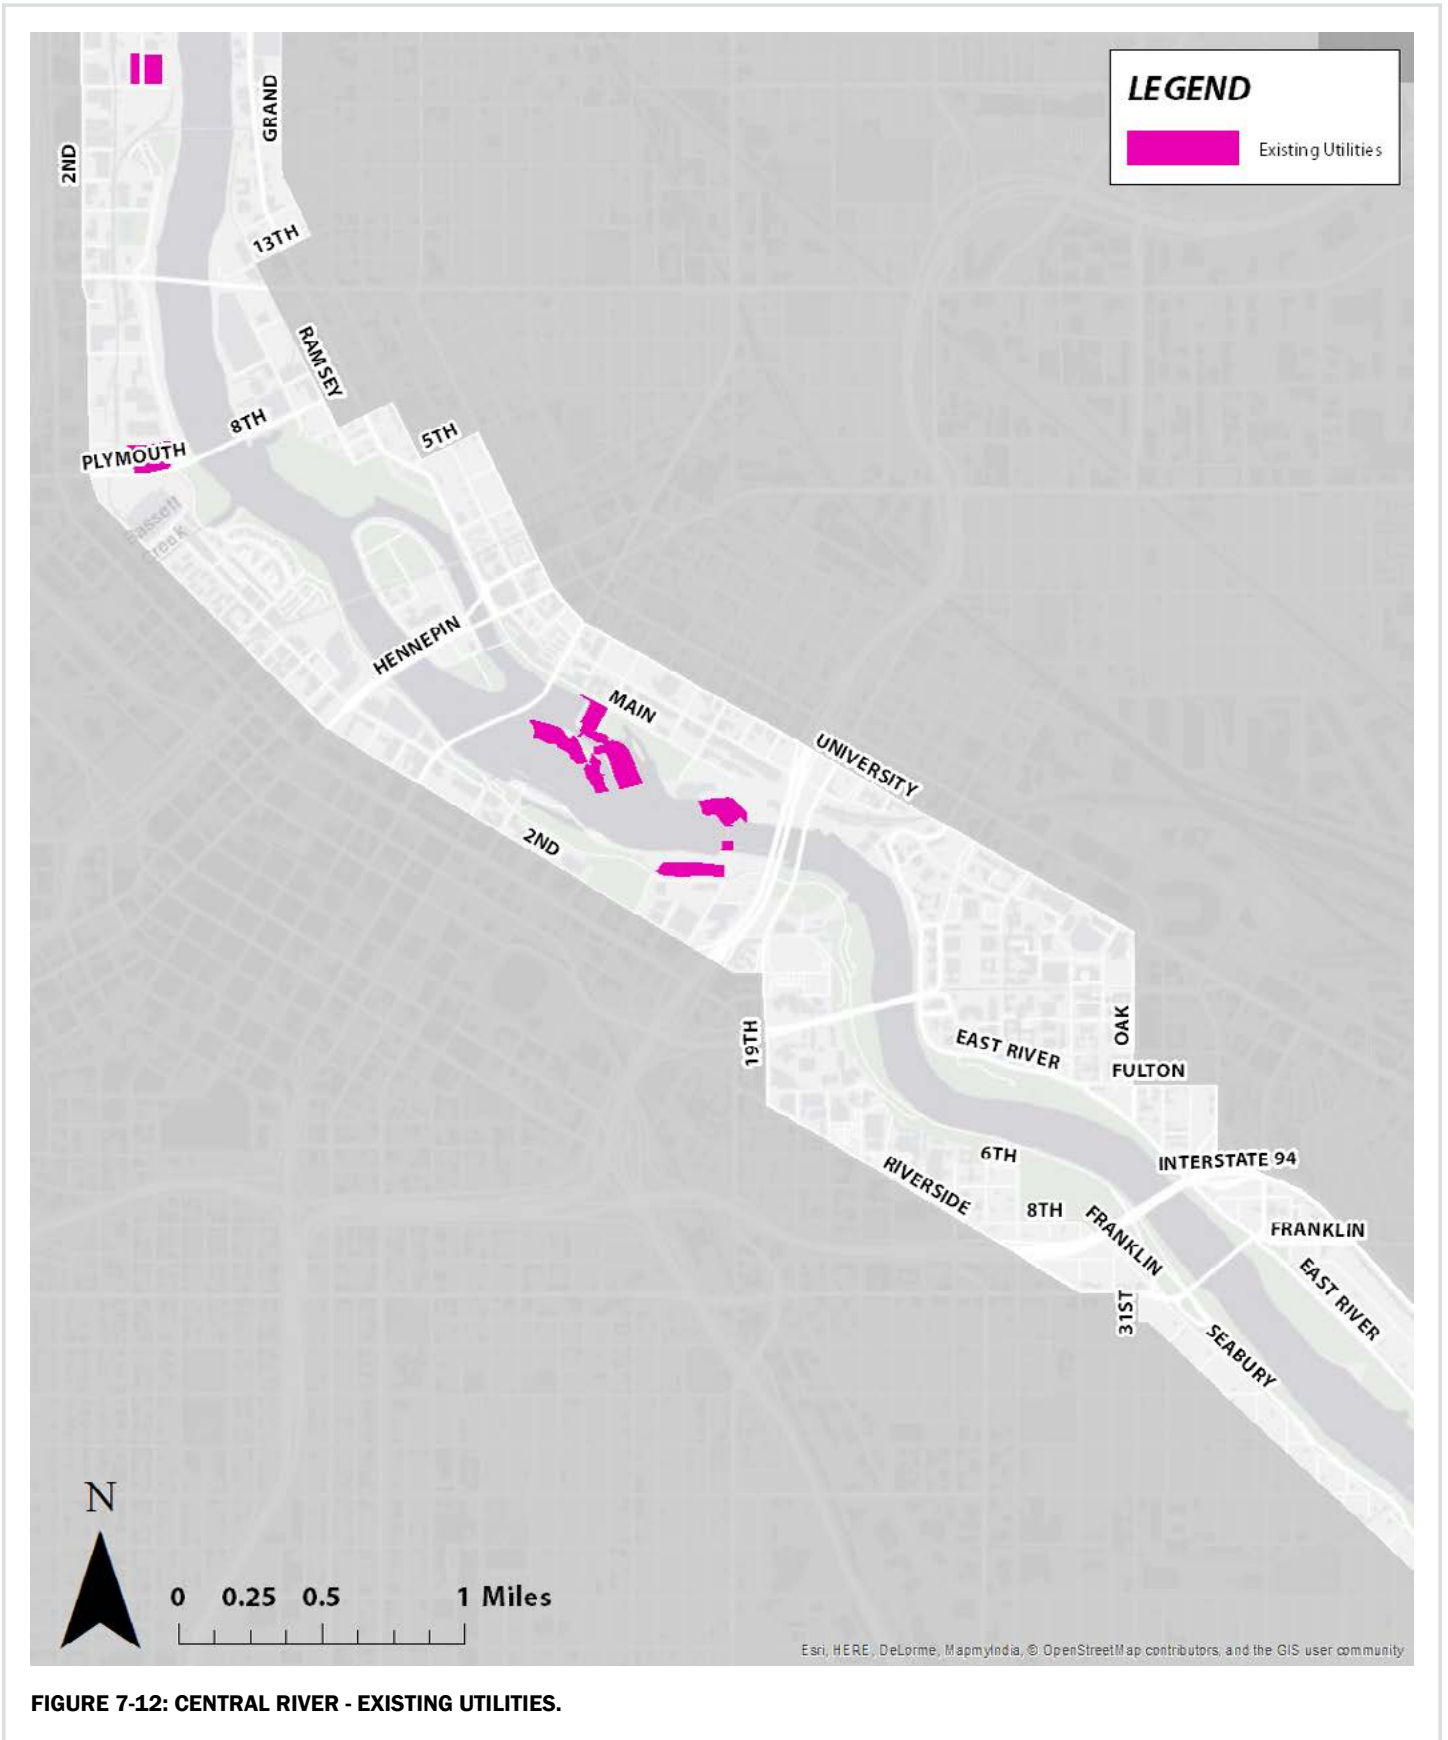 LEGEND
Existing Utilities
GRAND
2ND
13TH
RAMSEY
8TH
5TH
PLYMOUTH
Bassett
Creek
HENNEPIN
MAIN
UNIVERSITY
2ND
19TH
OAK
EAST RIVER
FULTON
6TH
INTERSTATE 94
RIVERSIDE
8TH
FRANKLIN
FRANKLIN
EAST RIVER
31ST
SEABURY
N
0 0.25 0.5 1 Miles
Esri, HERE, DeLorme, MapmyIndia, © OpenStreetMap contributors, and the GIS user community
FIGURE 7-12: CENTRAL RIVER - EXISTING UTILITIES.